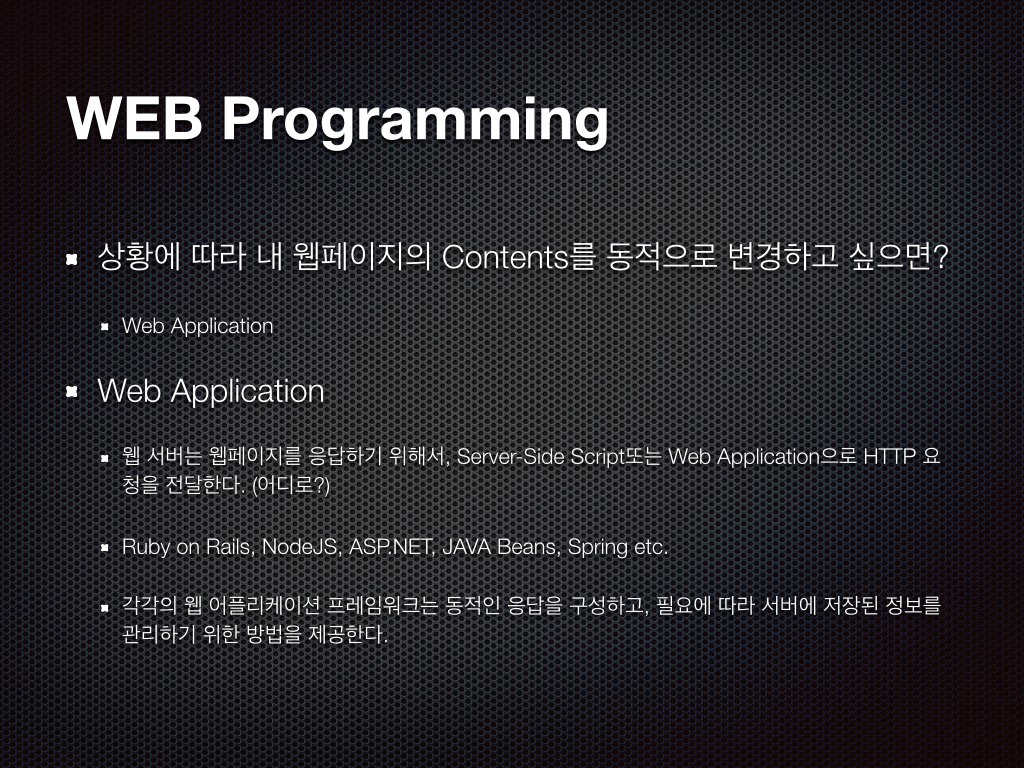 WEB Programming
상황에 따라 내 웹페이지의 Contents를 동적으로 변경하고 싶으면?
Web Application
Web Application
웹 서버는 웹페이지를 응답하기 위해서, Server-Side Script또는 Web Application으로 HTTP 요
청을 전달한다. (어디로?)
Ruby on Rails, NodeJS, ASP.NET, JAVA Beans, Spring etc.
각각의 웹 어플리케이션 프레임워크는 동적인 응답을 구성하고, 필요에 따라 서버에 저장된 정보를
관리하기 위한 방법을 제공한다.